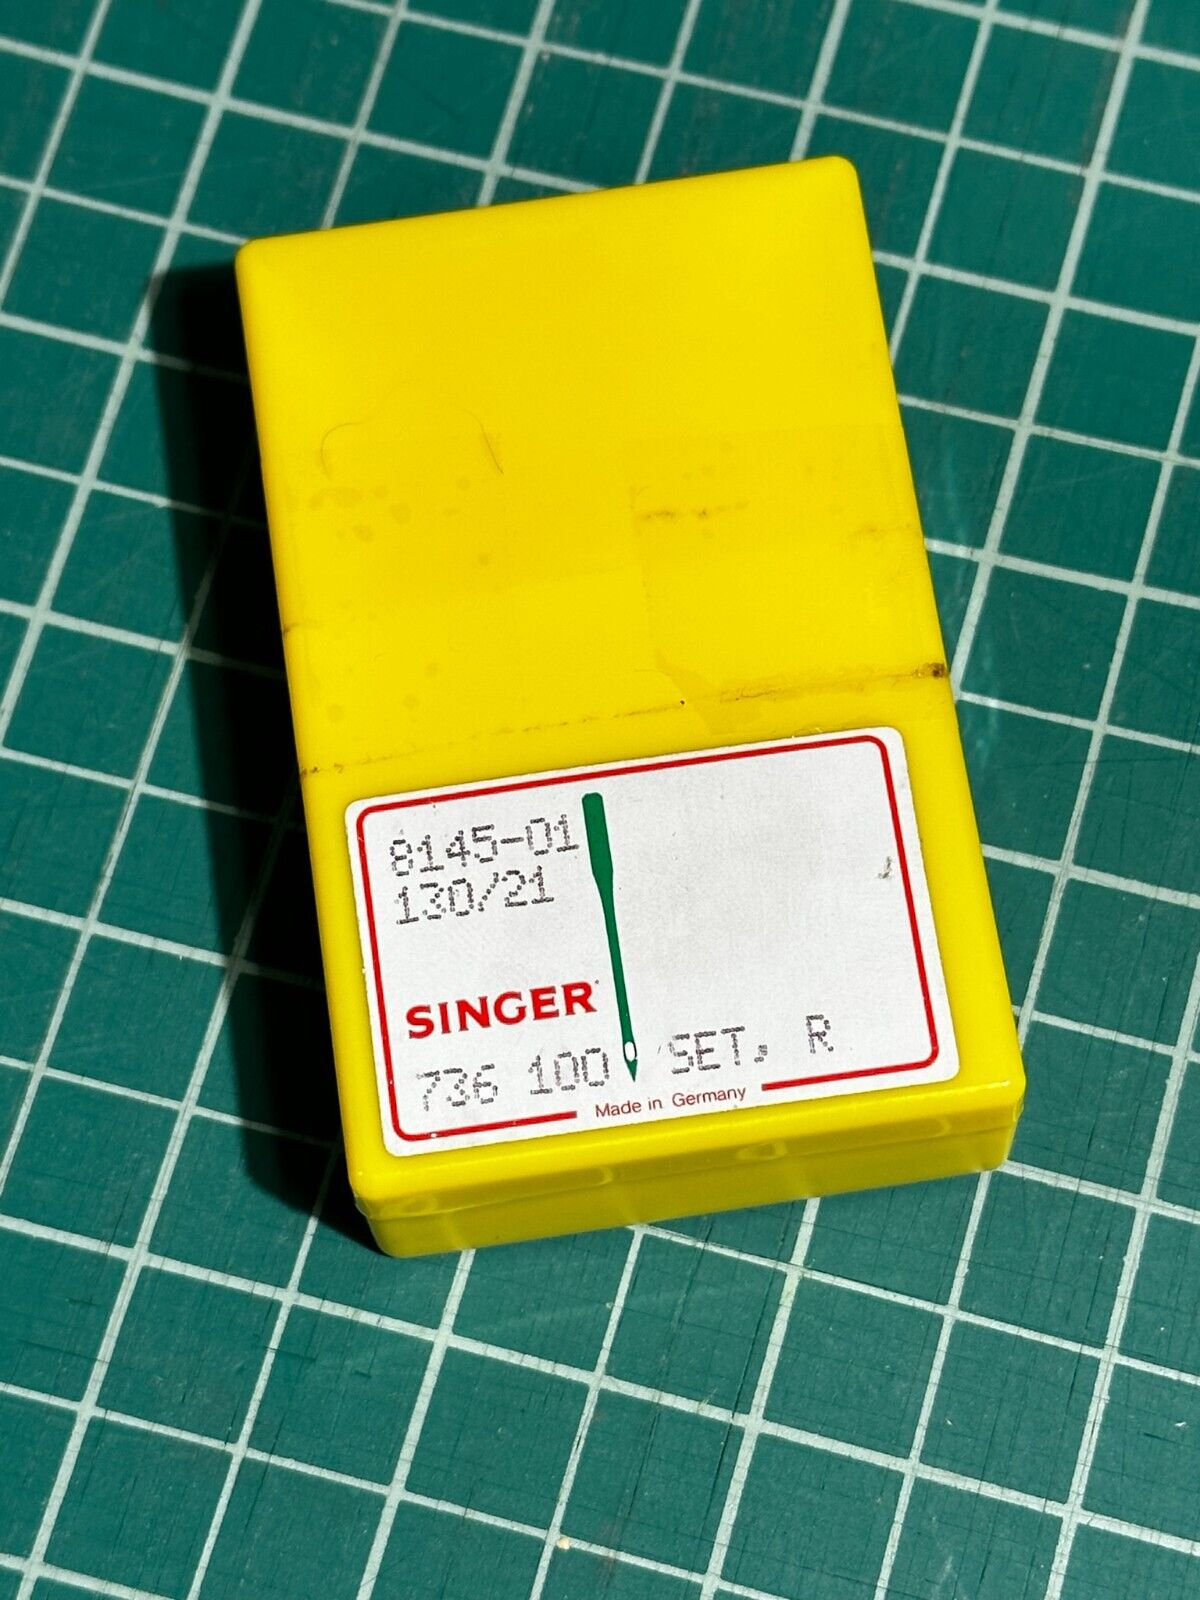 8145-01
130/21
SINGER
736 100 SET, R
Made in Germany